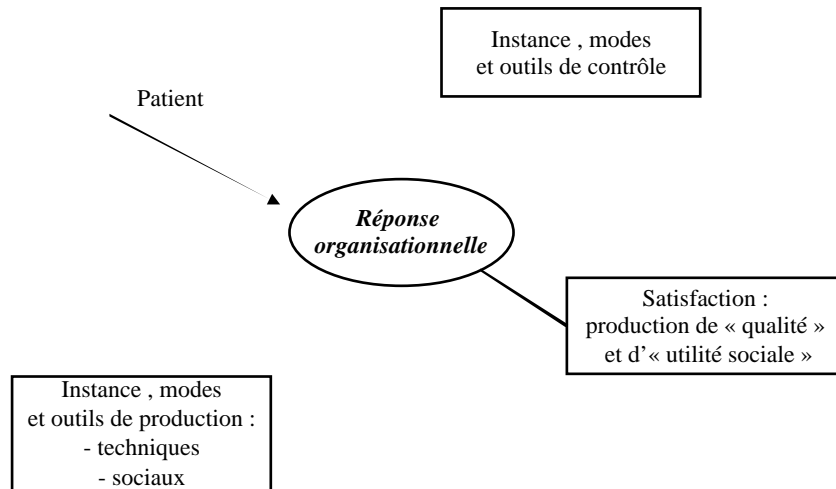 Instance , modes
et outils de contrôle
Patient
Réponse
organisationnelle
Satisfaction :
production de « qualité »
et d'« utilité sociale »
Instance , modes
et outils de production :
- techniques
- sociaux